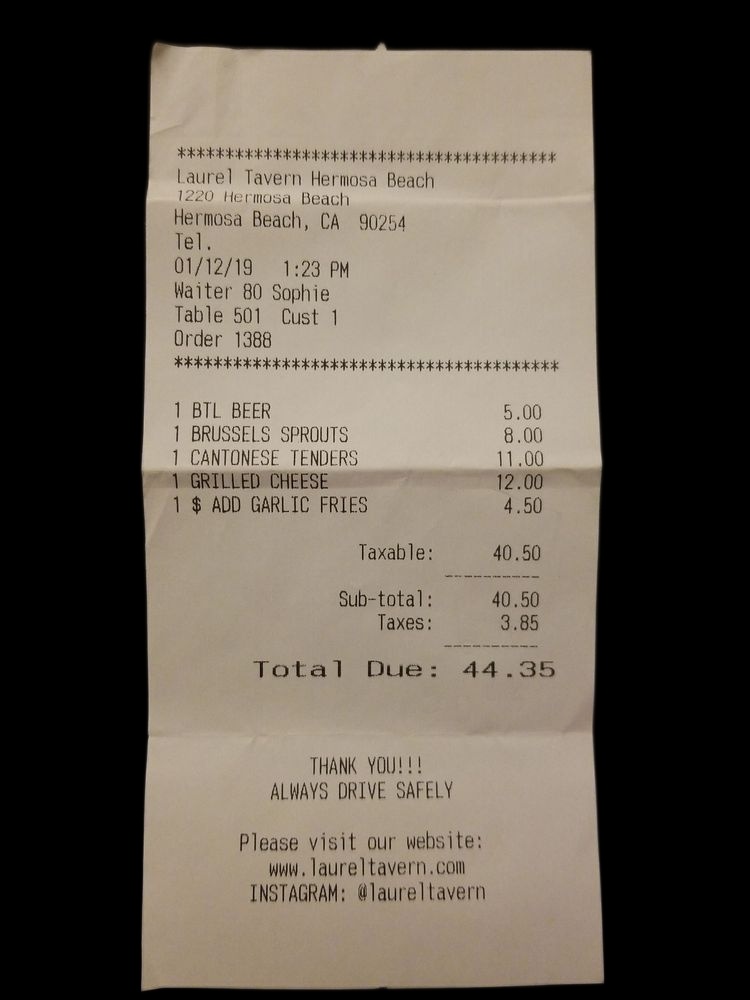 ***************************************
Laurel Tavern Hermosa Beach
1220 Hermosa Beach
Hermosa Beach, CA  90254
Tel.
01/12/19   1:23 PM
Waiter 80 Sophie
Table 501  Cust 1
Order 1388
***************************************
1 BTL BEER 5.00
1 BRUSSELS SPROUTS 8.00
1 CANTONESE TENDERS 11.00
1 GRILLED CHEESE 12.00
1 $ ADD GARLIC FRIES 4.50
Taxable: 40.50
----------
Sub-total: 40.50
Taxes: 3.85
----------
Total Due: 44.35
THANK YOU!!!
ALWAYS DRIVE SAFELY
Please visit our website:
www.laureltavern.com
INSTAGRAM: @laureltavern